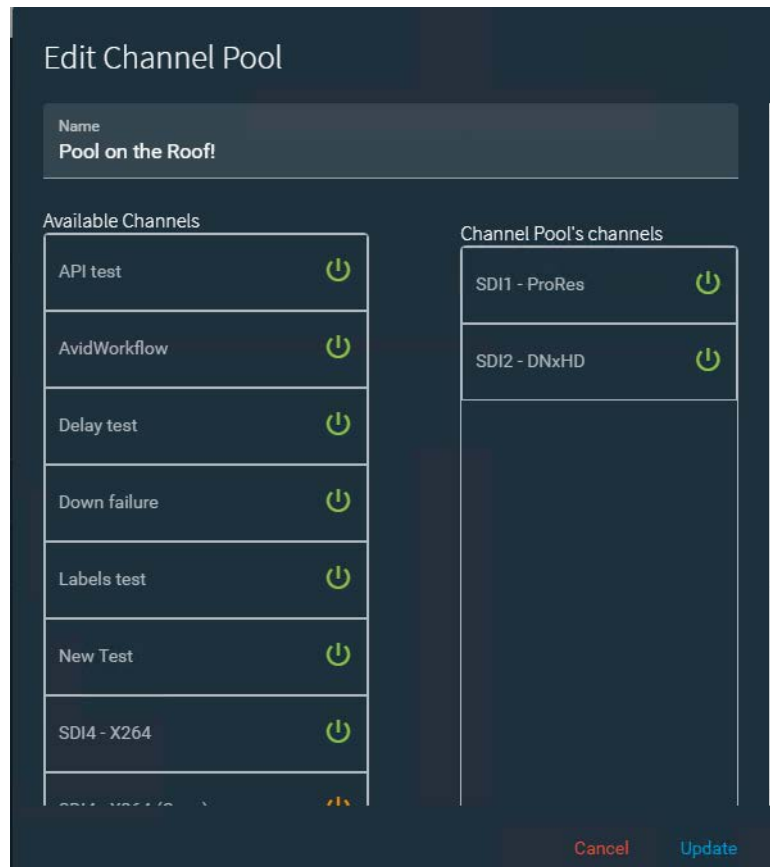 Edit Channel Pool
Name
Pool on the Roof!
Available Channels
API test
AvidWorkflow
Delay test
Down failure
Labels test
New Test
SDI4 - X264
Channel Pool's channels
SDI1 - ProRes
SDI2 - DNxHD
Cancel
Update